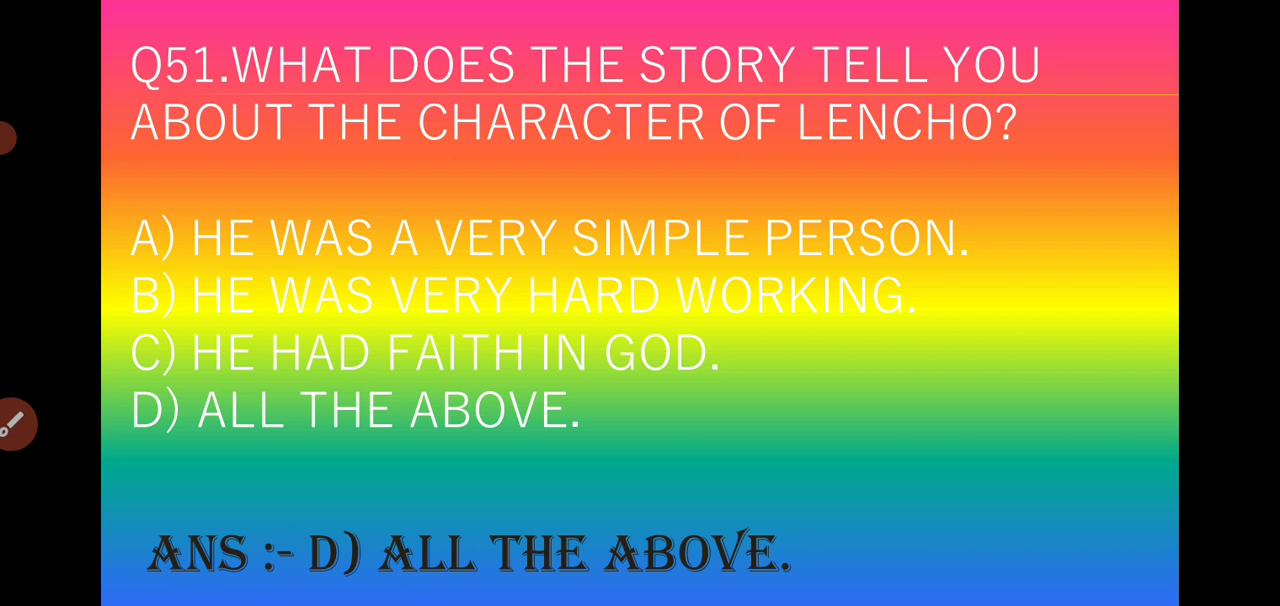 Q51.WHAT DOES THE STORY TELL YOU
ABOUT THE CHARACTER OF LENCHO?
A) HE WAS A VERY SIMPLE PERSON.
B) HE WAS VERY HARD WORKING.
C) HE HAD FAITH IN GOD.
D) ALL THE ABOVE.
ANS :- D) ALL THE ABOVE.